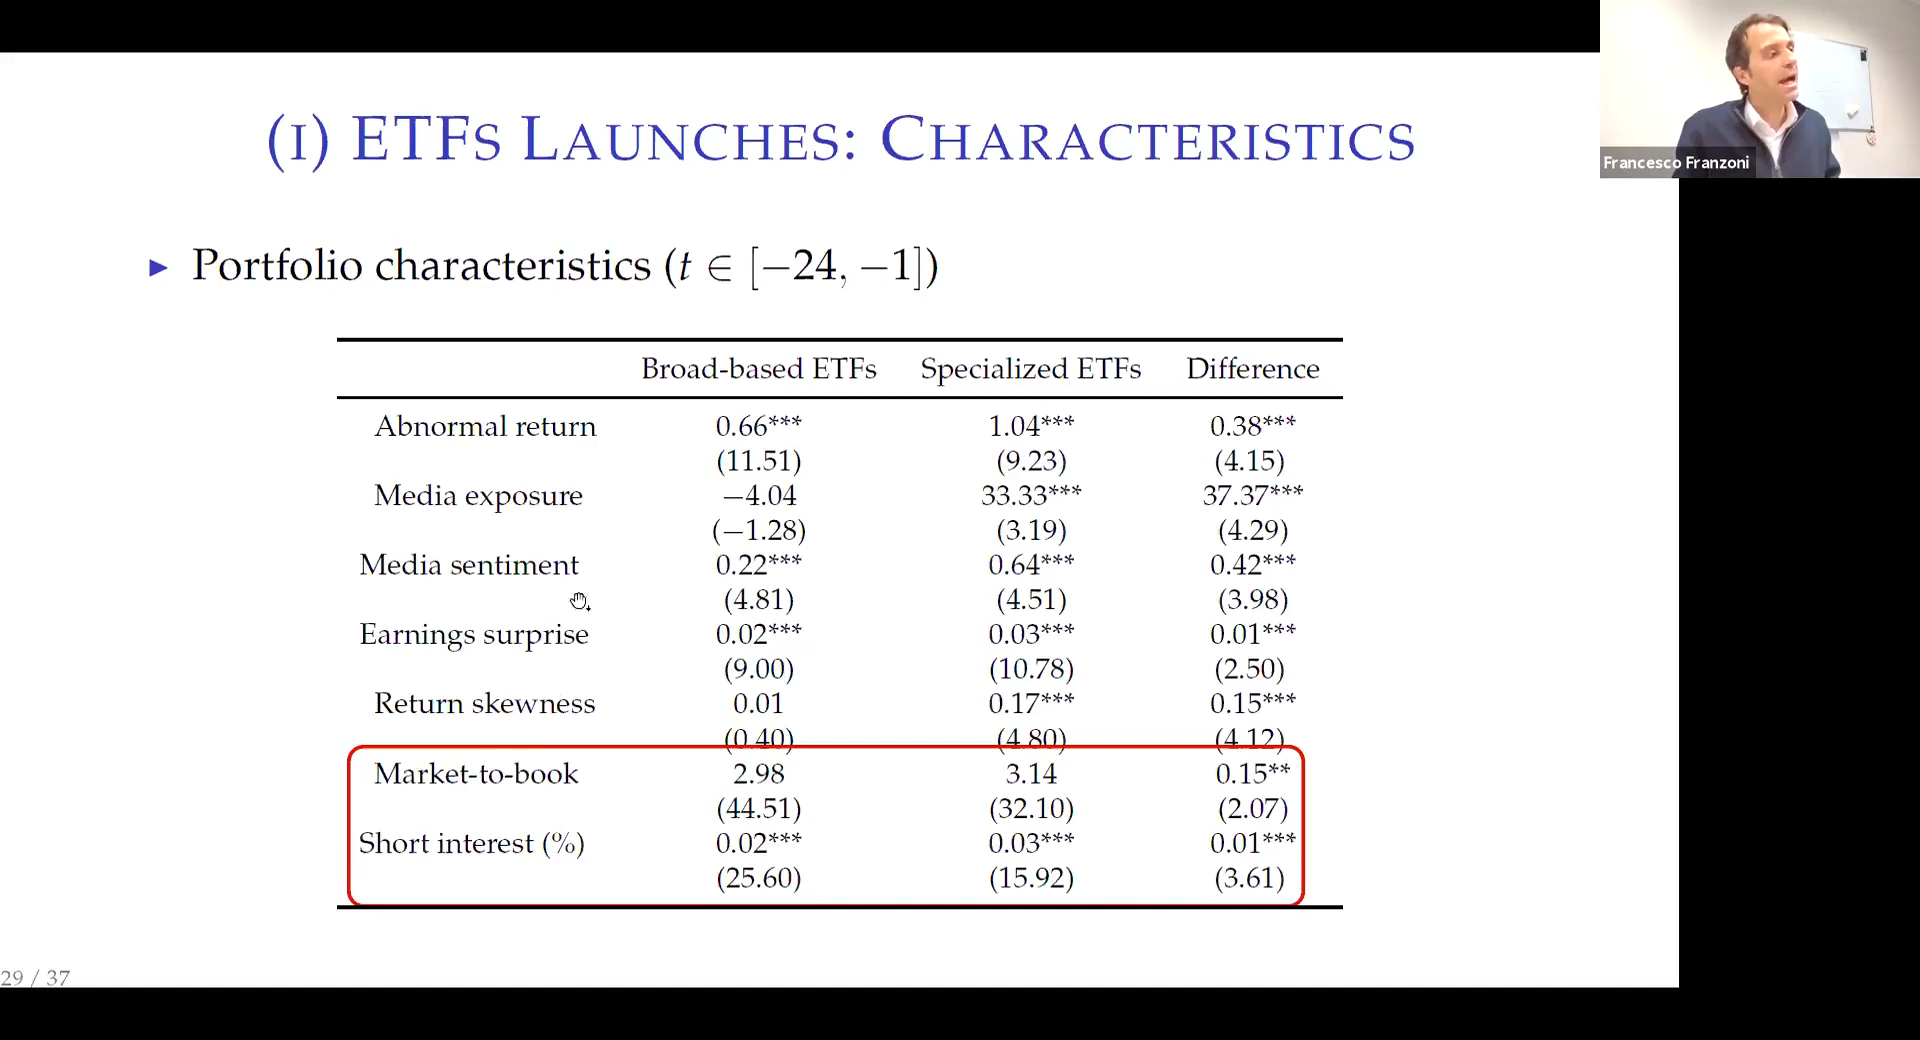 (I) ETFS LAUNCHES: CHARACTERISTICS
Francesco Franzoni
► Portfolio characteristics (t ∈ [−24, −1])
Broad-based ETFs Specialized ETFs Difference
Abnormal return 0.66*** 1.04*** 0.38***
(11.51) (9.23) (4.15)
Media exposure −4.04 33.33*** 37.37***
(−1.28) (3.19) (4.29)
Media sentiment 0.22*** 0.64*** 0.42***
(4.81) (4.51) (3.98)
Earnings surprise 0.02*** 0.03*** 0.01***
(9.00) (10.78) (2.50)
Return skewness 0.01 0.17*** 0.15***
(0.40) (4.80) (4.12)
Market-to-book 2.98 3.14 0.15**
(44.51) (32.10) (2.07)
Short interest (%) 0.02*** 0.03*** 0.01***
(25.60) (15.92) (3.61)
29 / 37